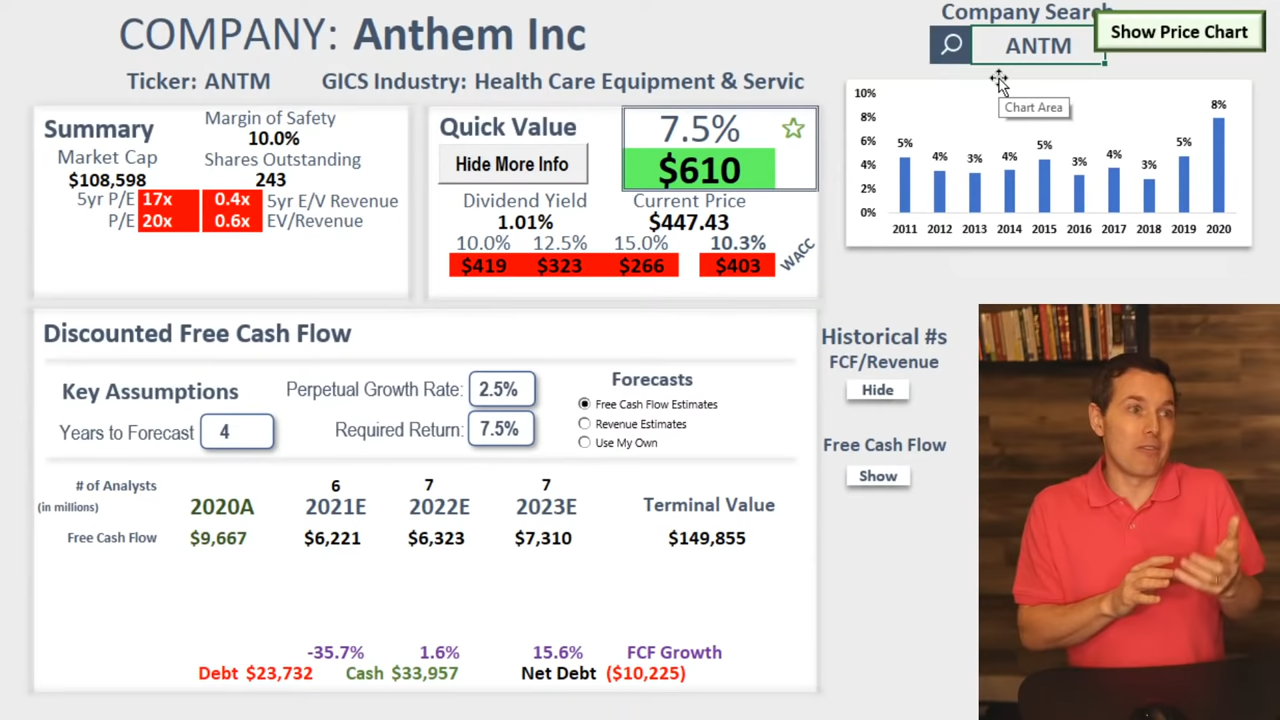 COMPANY: Anthem Inc
Ticker: ANTM GICS Industry: Health Care Equipment & Servic
Company Search
ANTM
Show Price Chart
Chart Area
Summary
Margin of Safety
10.0%
Market Cap
$108,598
Shares Outstanding
243
5yr P/E 17x 0.4x 5yr E/V Revenue
P/E 20x 0.6x EV/Revenue
Quick Value
Hide More Info
7.5%
$610
Dividend Yield
1.01%
Current Price
$447.43
10.0% 12.5% 15.0% 10.3%
$419 $323 $266 $403 WACC
10%
8%
6%
4%
2%
0%
5% 4% 3% 4% 5% 3% 4% 3% 5% 8%
2011 2012 2013 2014 2015 2016 2017 2018 2019 2020
Discounted Free Cash Flow
Key Assumptions
Years to Forecast 4
Perpetual Growth Rate: 2.5%
Required Return: 7.5%
Forecasts
Free Cash Flow Estimates
Revenue Estimates
Use My Own
Historical #s
FCF/Revenue
Hide
Free Cash Flow
Show
# of Analysts 6 7 7
(in millions) 2020A 2021E 2022E 2023E Terminal Value
Free Cash Flow $9,667 $6,221 $6,323 $7,310 $149,855
-35.7% 1.6% 15.6% FCF Growth
Debt $23,732 Cash $33,957 Net Debt ($10,225)